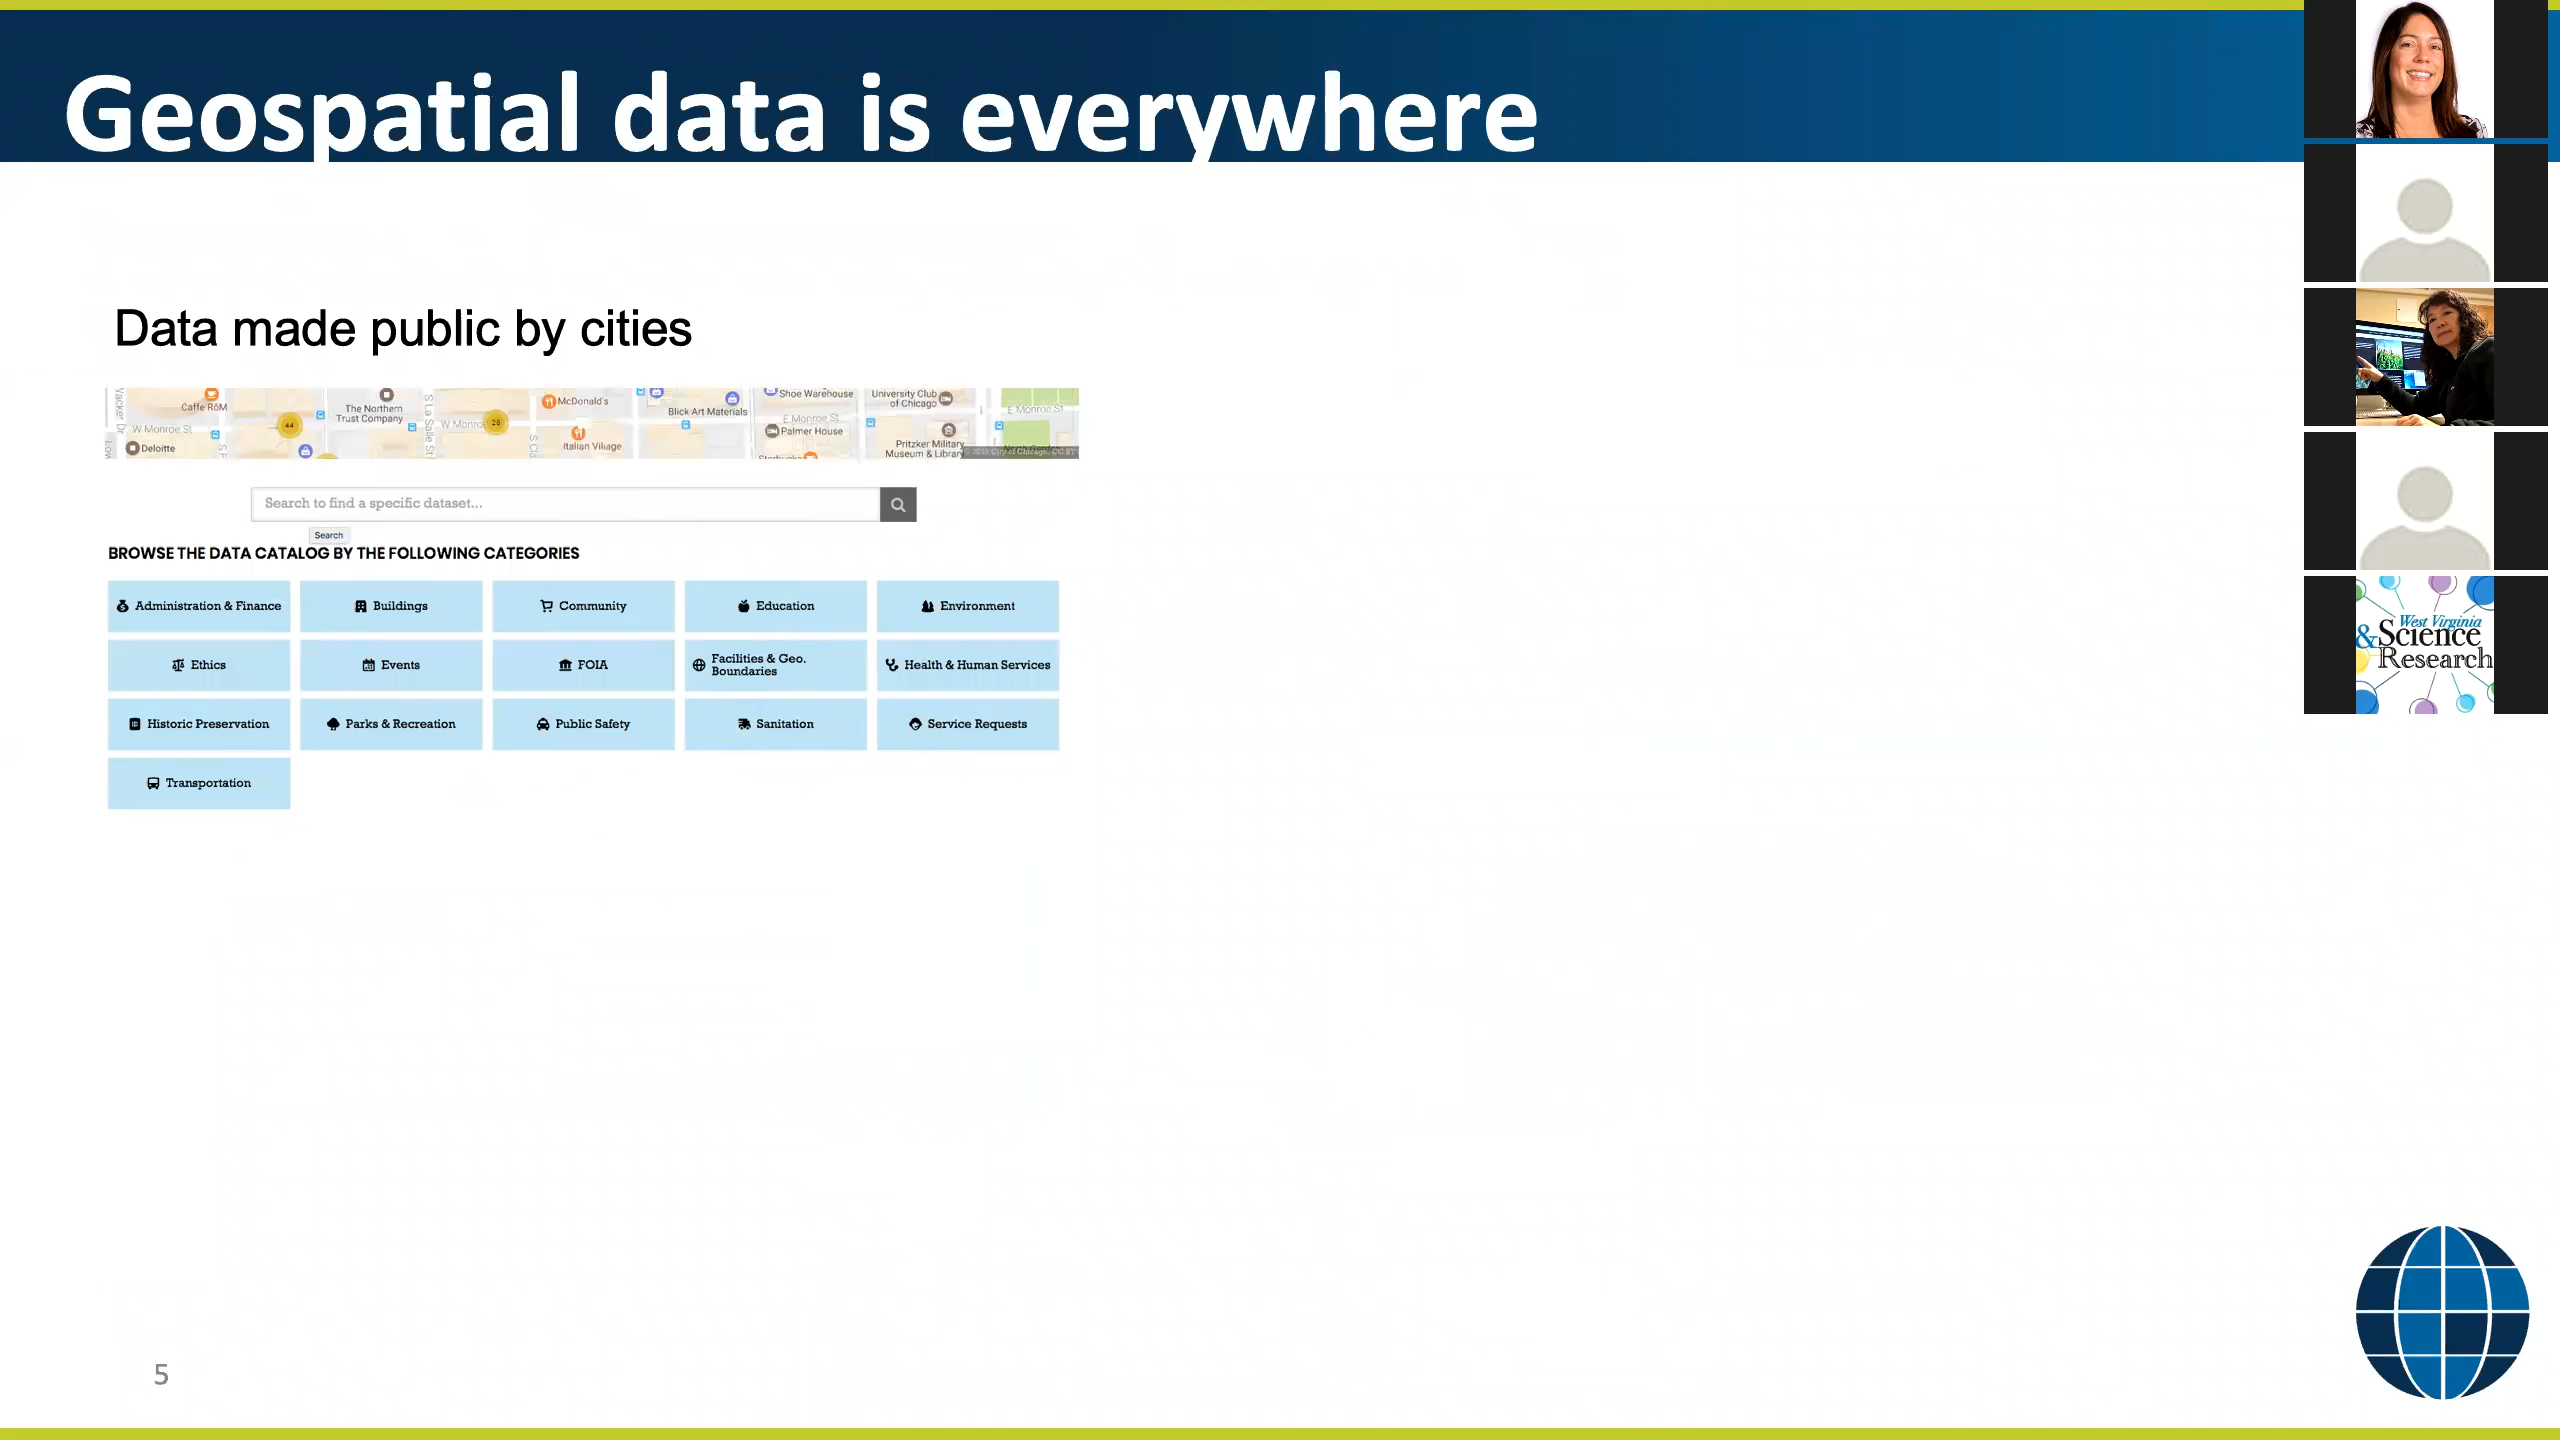 Geospatial data is everywhere
Data made public by cities
Caffe RōM
The Northern
Trust Company
McDonald's
Blick Art Materials
Shoe Warehouse
University Club
of Chicago
E Monroe St
W Monroe St
44
W Monroe
28
S La Salle St
E Monroe St
Palmer House
Deloitte
Italian Village
Pritzker Military
Museum & Library
Search to find a specific dataset...
Search
BROWSE THE DATA CATALOG BY THE FOLLOWING CATEGORIES
Administration & Finance
Buildings
Community
Education
Environment
Ethics
Events
FOIA
Facilities & Geo.
Boundaries
Health & Human Services
Historic Preservation
Parks & Recreation
Public Safety
Sanitation
Service Requests
Transportation
West Virginia
&Science
Research
5